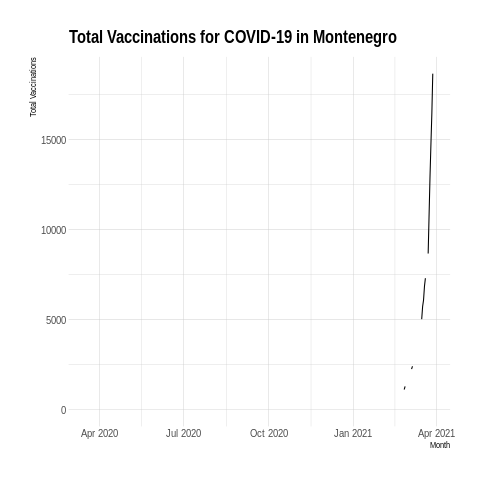 Total Vaccinations for COVID-19 in Montenegro
Total Vaccinations
15000
10000
5000
0
Apr 2020 Jul 2020 Oct 2020 Jan 2021 Apr 2021
Month